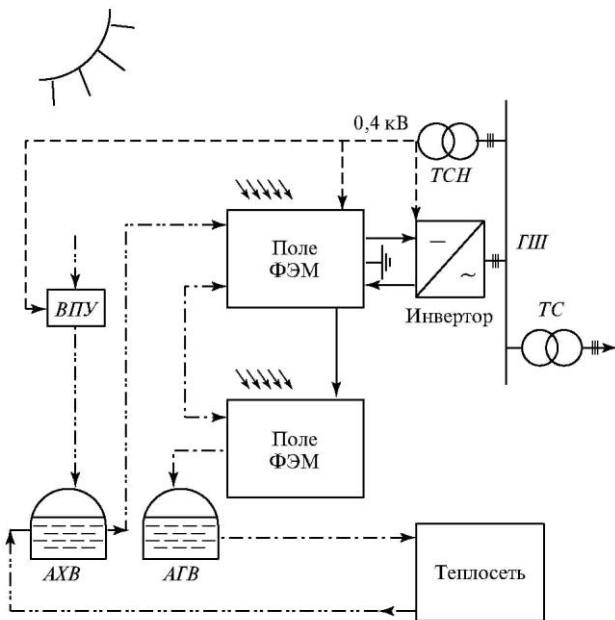 0,4 кВ
ТСН
Поле
ФЭМ
ГШ
ВПУ
Инвертор
ТС
Поле
ФЭМ
АХВ
АГВ
Теплосеть